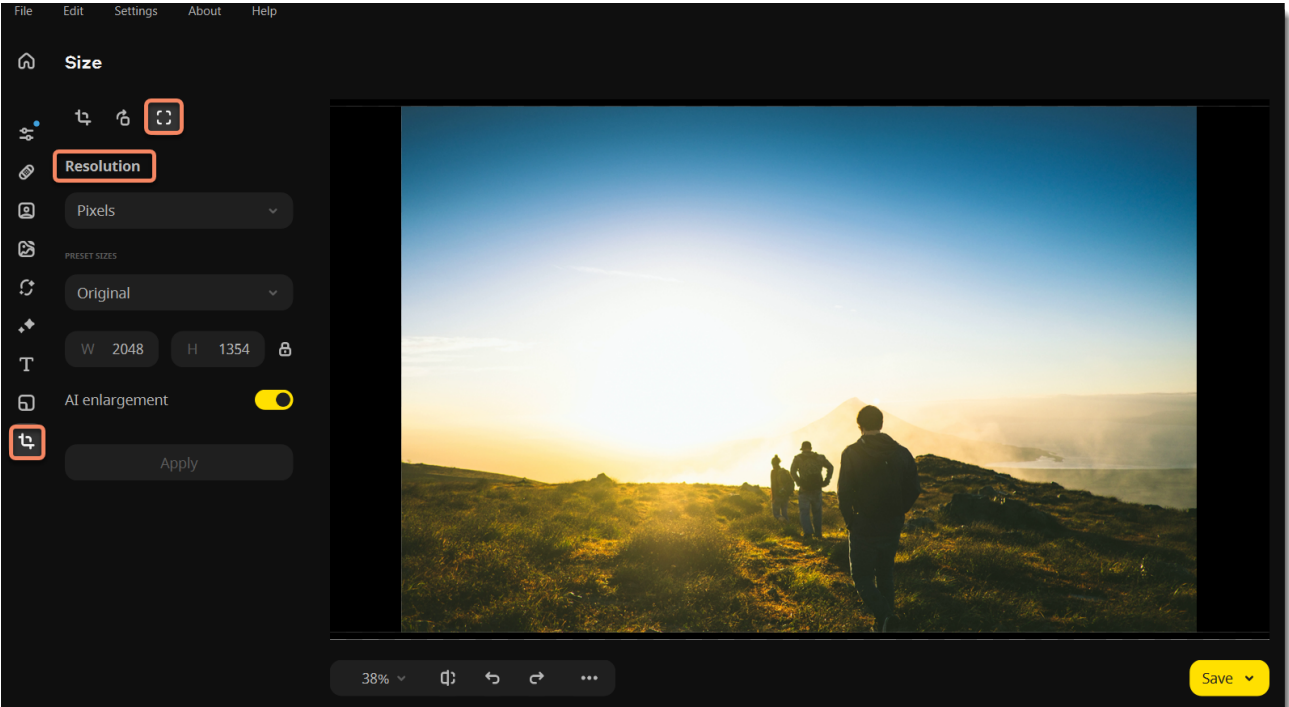 File Edit Settings About Help
Size
Resolution
Pixels
PRESET SIZES
Original
W 2048 H 1354
AI enlargement
Apply
38%
Save